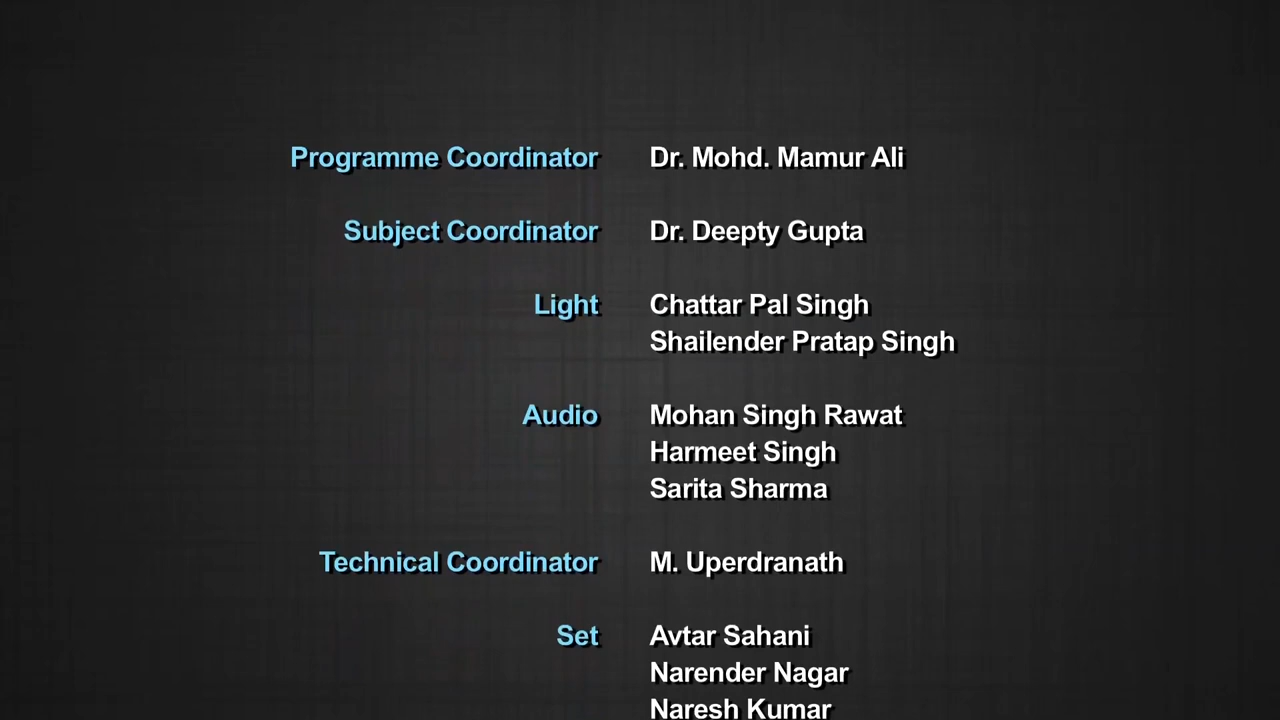 Programme Coordinator Dr. Mohd. Mamur Ali
Subject Coordinator Dr. Deepty Gupta
Light Chattar Pal Singh
Shailender Pratap Singh
Audio Mohan Singh Rawat
Harmeet Singh
Sarita Sharma
Technical Coordinator M. Uperdranath
Set Avtar Sahani
Narender Nagar
Naresh Kumar